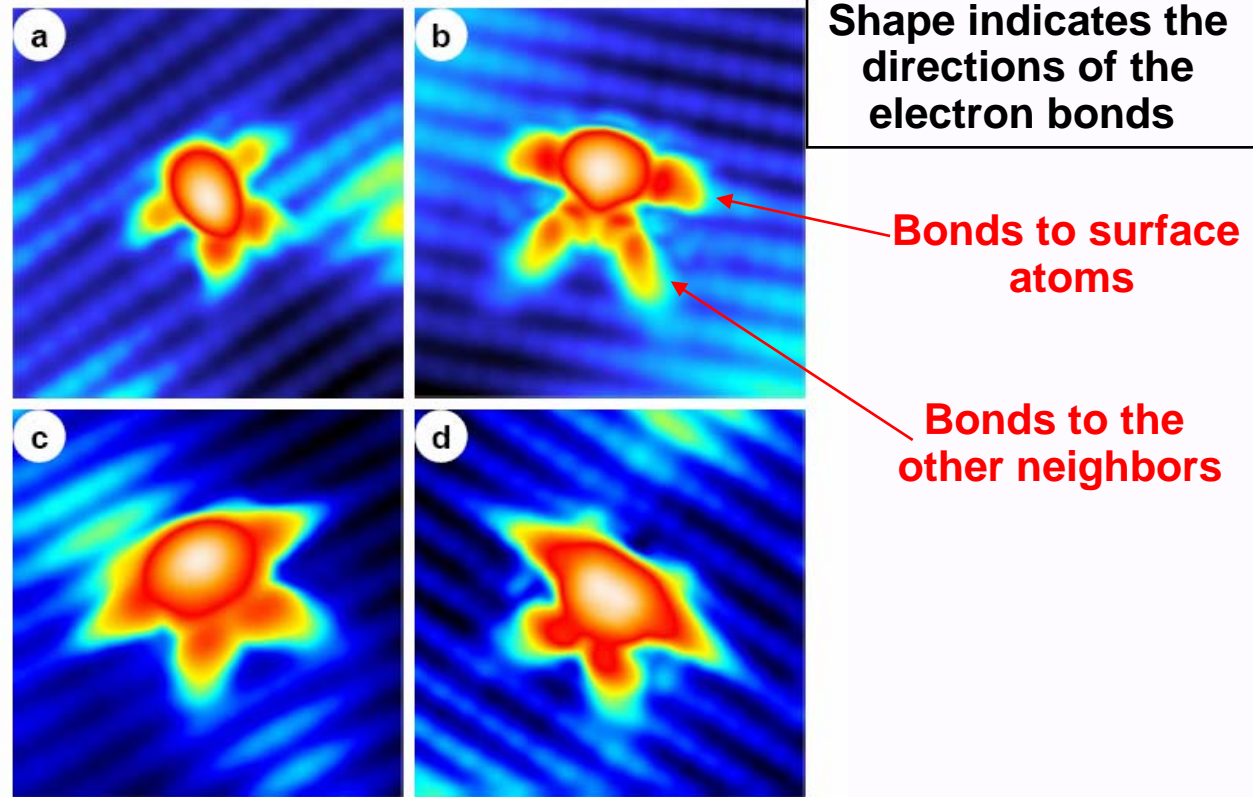 a
b
Shape indicates the
directions of the
electron bonds
Bonds to surface
atoms
c
d
Bonds to the
other neighbors